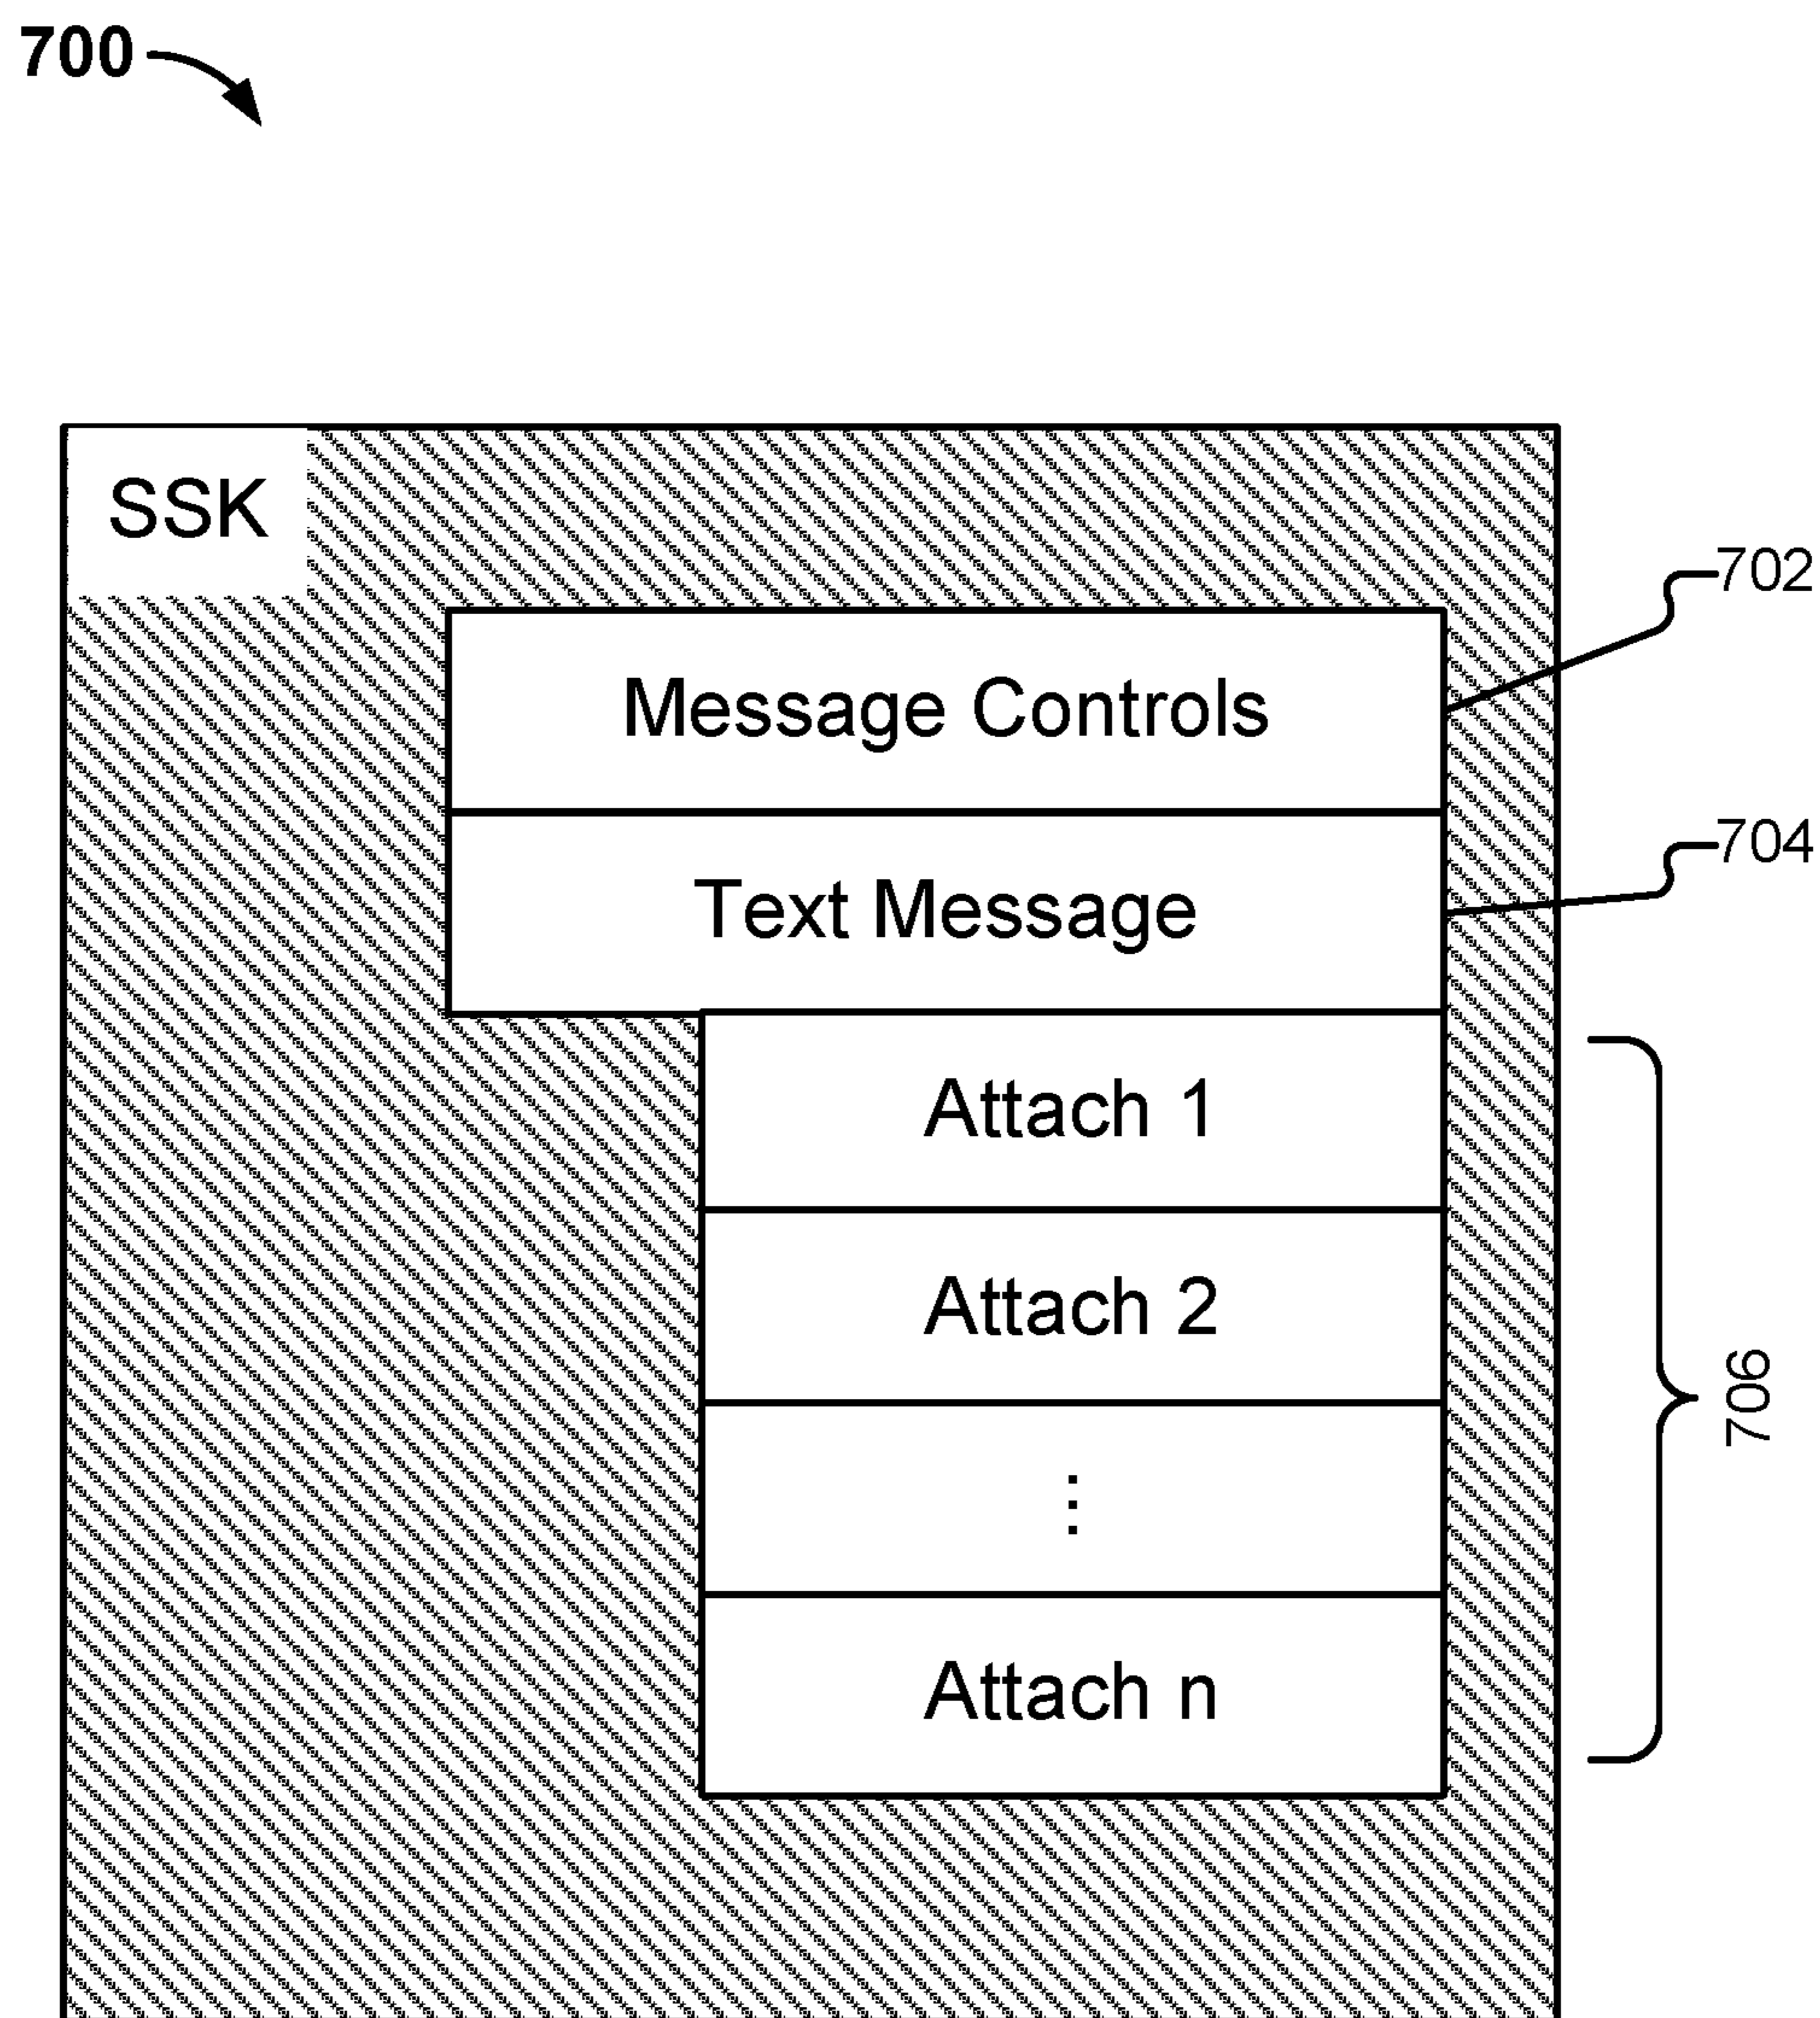 700
SSK
702
Message Controls
704
Text Message
Attach 1
Attach 2
706
⋮
Attach n